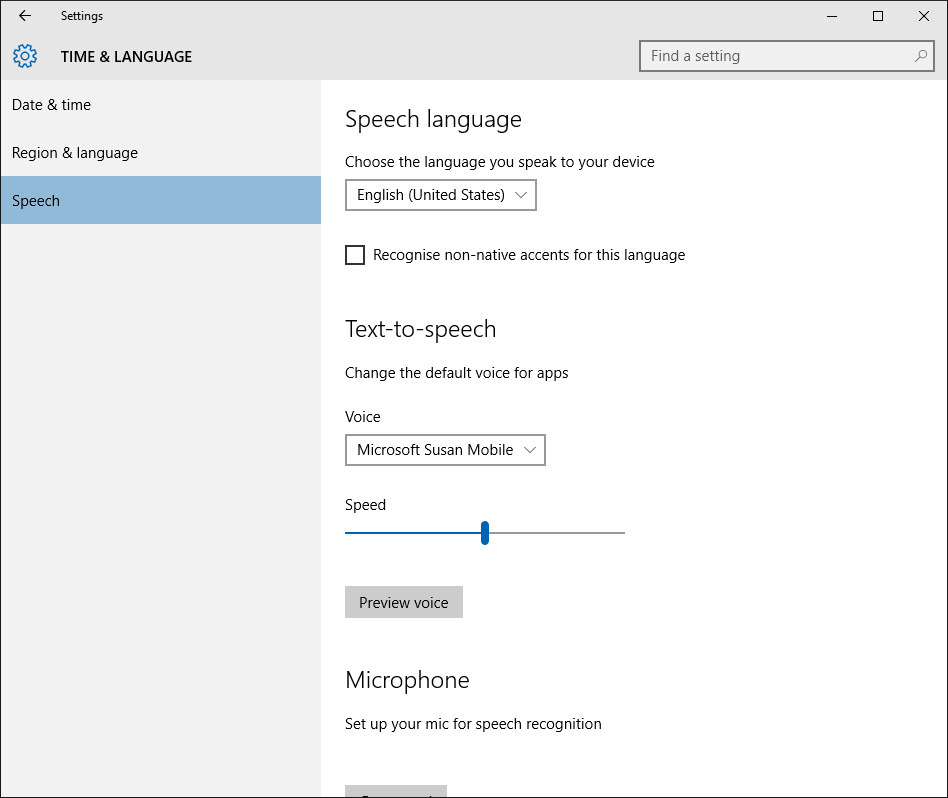 Settings
TIME & LANGUAGE
Find a setting
Date & time
Region & language
Speech
Speech language
Choose the language you speak to your device
English (United States)
Recognise non-native accents for this language
Text-to-speech
Change the default voice for apps
Voice
Microsoft Susan Mobile
Speed
Preview voice
Microphone
Set up your mic for speech recognition